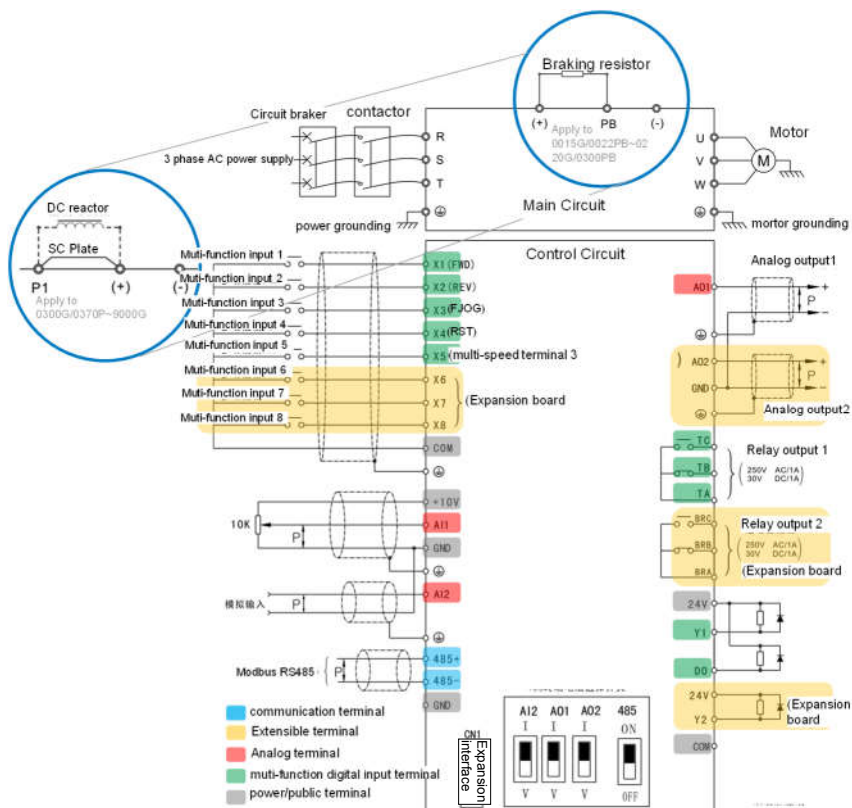 Braking resistor
(+) PB (-)
Apply to
0015G/0022PB~02
20G/0300PB
Circuit braker contactor
3 phase AC power supply
R
S
T
power grounding
Main Circuit
U
V
W
M
Motor
mortor grounding
DC reactor
SC Plate
P1 (+) (-)
Apply to
0300G/0370P~9000G
Control Circuit
Muti-function input 1 X1(FWD)
Muti-function input 2 X2(REV)
Muti-function input 3 X3(FJOG)
Muti-function input 4 X4(RST)
Muti-function input 5 X5(multi-speed terminal 3
Muti-function input 6 X6
Muti-function input 7 X7 (Expansion board
Muti-function input 8 X8
COM
+10V
10K AI1
P GND
AI2
模拟输入 P
Modbus RS485 P
485+
485-
GND
Analog output1
AO1 +
P
-
) AO2 +
GND P -
Analog output2
TC
TB
TA
Relay output 1
250V AC/1A
30V DC/1A
BRC
BRB
BRA
Relay output 2
250V AC/1A
30V DC/1A
(Expansion board
24V
Y1
DO
24V
Y2
(Expansion
board
COM
communication terminal
Extensible terminal
Analog terminal
muti-function digital input terminal
power/public terminal
CN1
Expansion
interface
AI2 AO1 AO2 485
I I I ON
V V V OFF